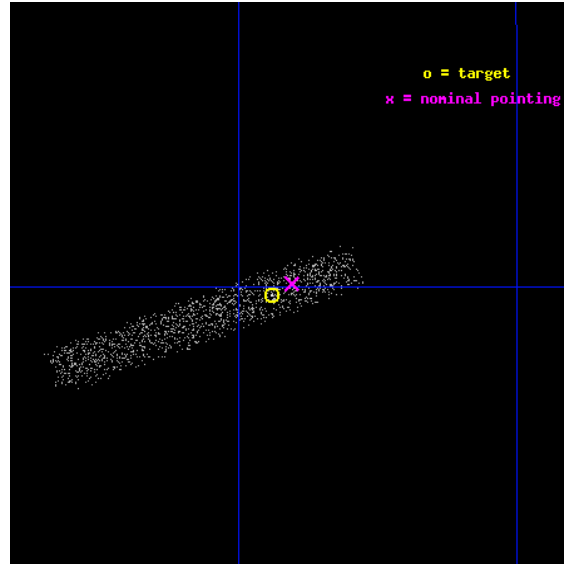 o = target
x = nominal pointing